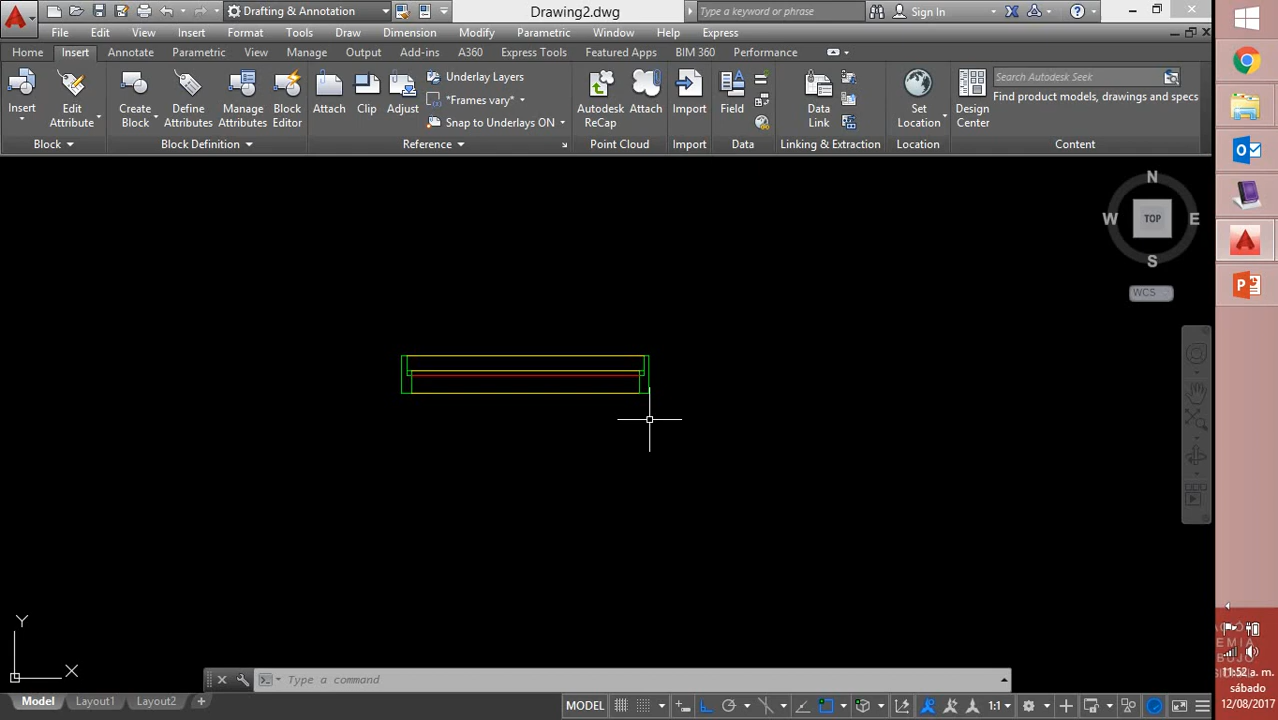 Drafting & Annotation
Drawing2.dwg
Type a keyword or phrase
Sign In
File Edit View Insert Format Tools Draw Dimension Modify Parametric Window Help Express
Home Insert Annotate Parametric View Manage Output Add-ins A360 Express Tools Featured Apps BIM 360 Performance
Underlay Layers
Search Autodesk Seek
*Frames vary*
Find product models, drawings and specs
Insert Edit Attribute Create Block Define Attributes Manage Attributes Block Editor Attach Clip Adjust Snap to Underlays ON Autodesk ReCap Attach Import Field Data Link Set Location Design Center
Block Block Definition Reference Point Cloud Import Data Linking & Extraction Location Content
N
W TOP E
S
WCS
Y
X
Type a command
Model Layout1 Layout2 + MODEL 1:1
11:52 a. m.
sábado
12/08/2017